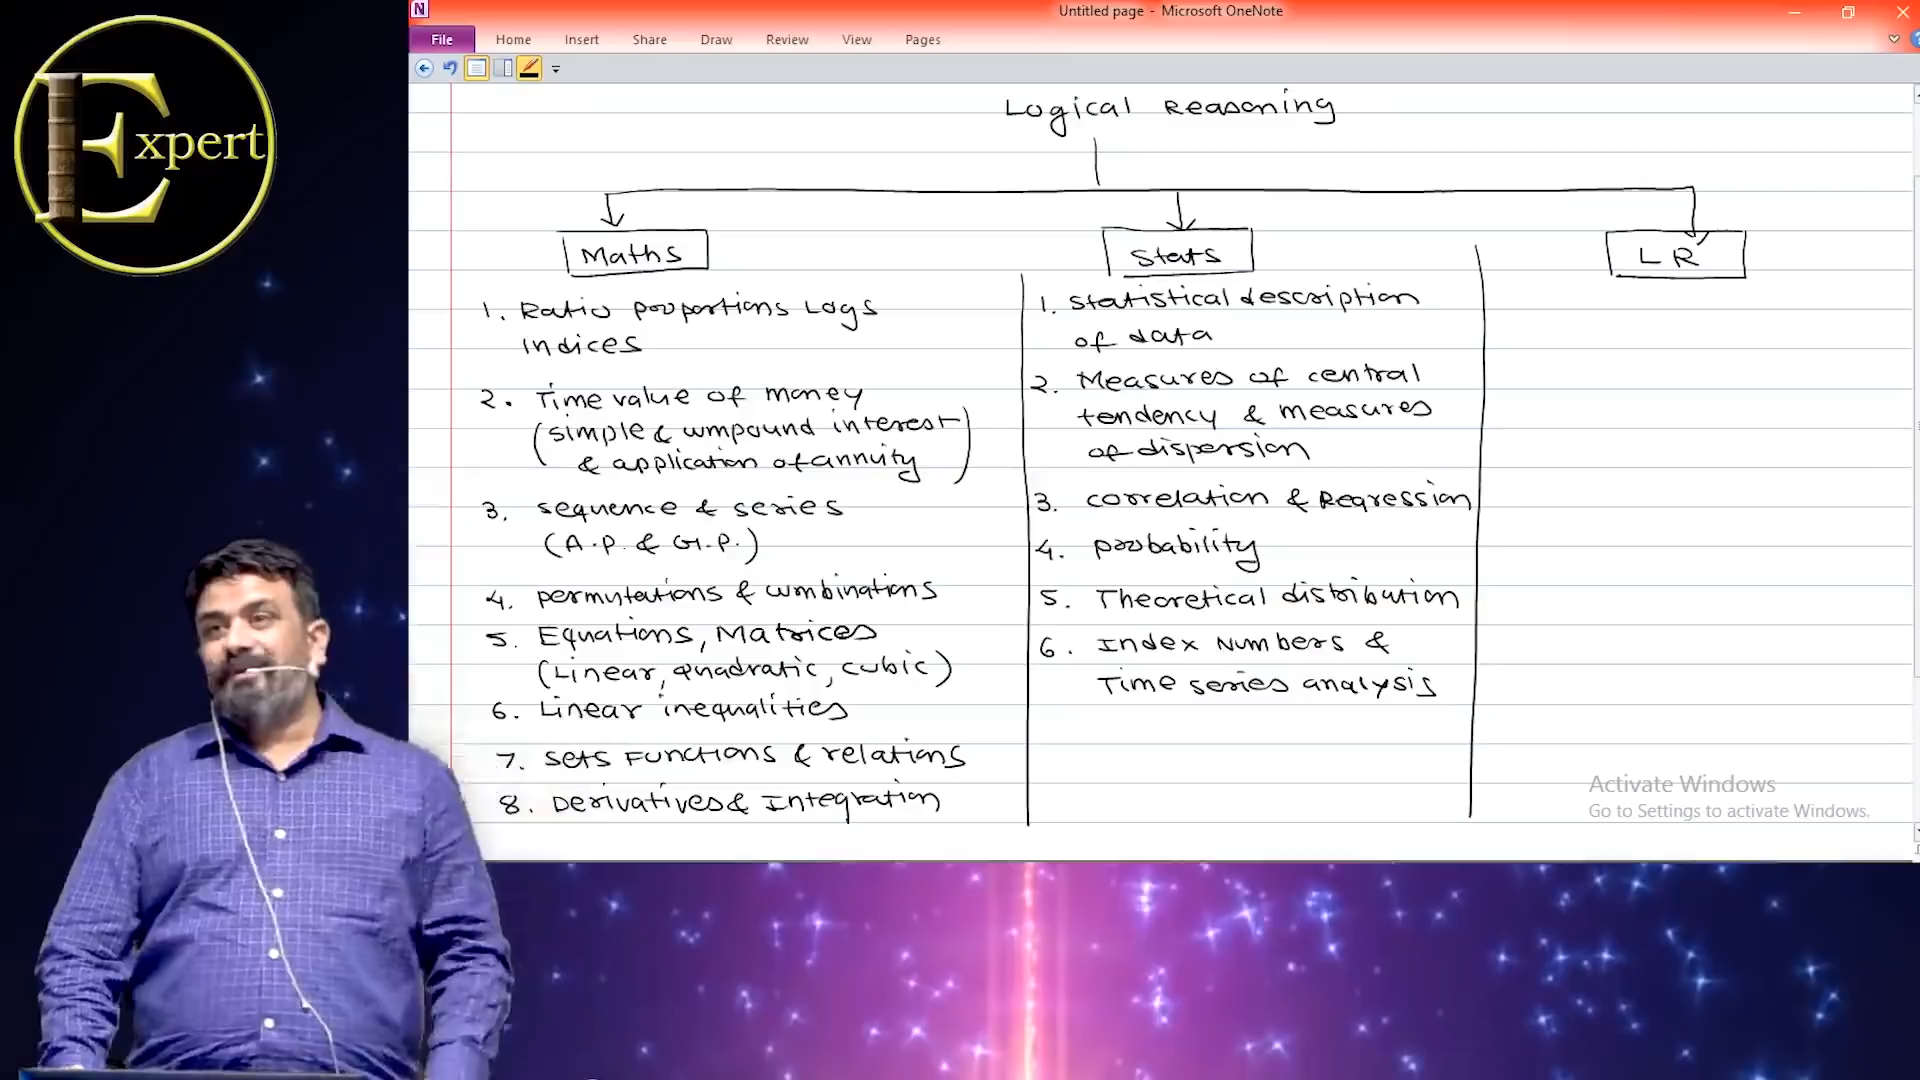 Expert
Untitled page - Microsoft OneNote
File Home Insert Share Draw Review View Pages
Logical Reasoning
Maths
1. Ratio proportions Logs
indices
2. Time value of money
(simple & compound interest
& application of annuity)
3. sequence & series
(A.P. & G.P.)
4. permutations & combinations
5. Equations, Matrices
(Linear, quadratic, cubic)
6. Linear inequalities
7. Sets Functions & relations
8. Derivatives & Integration
Stats
1. Statistical description
of data
2. Measures of central
tendency & measures
of dispersion
3. Correlation & Regression
4. probability
5. Theoretical distribution
6. Index Numbers &
Time series analysis
LR
Activate Windows
Go to Settings to activate Windows.